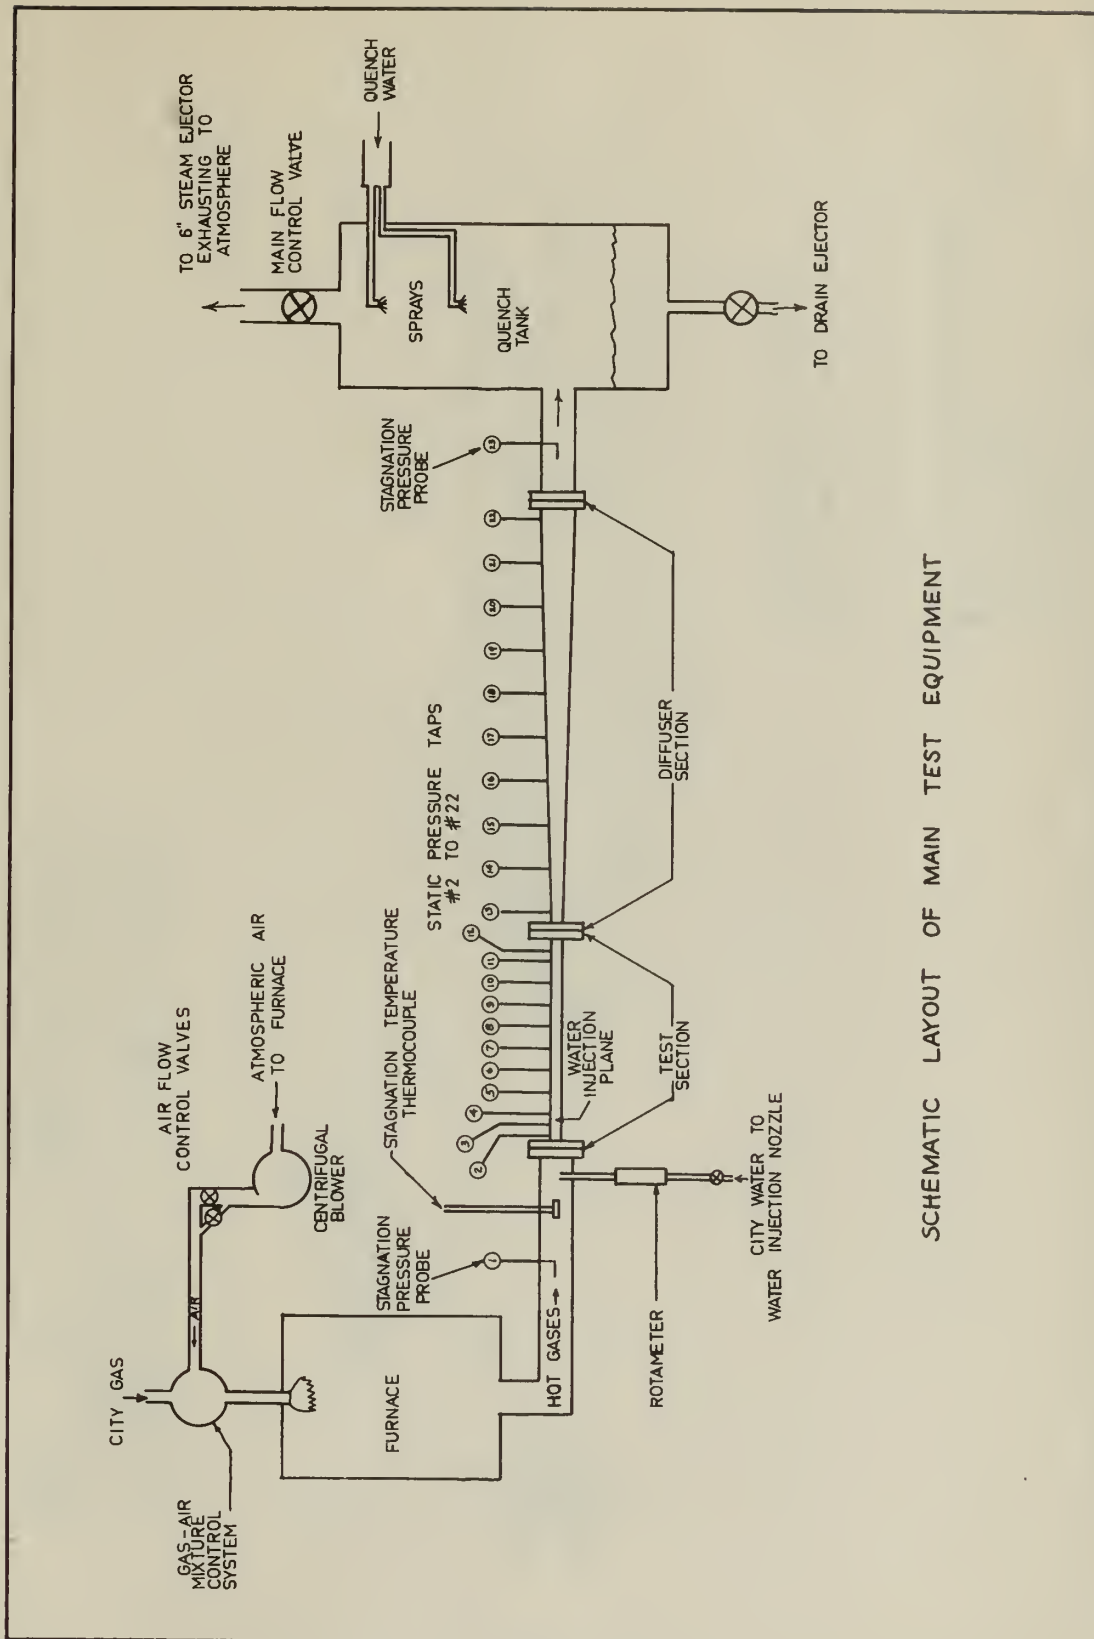 CITY GAS
GAS-AIR
MIXTURE
CONTROL
SYSTEM
AIR
AIR FLOW
CONTROL VALVES
ATMOSPHERIC AIR
TO FURNACE
CENTRIFUGAL
BLOWER
FURNACE
STAGNATION
PRESSURE
PROBE
1
STAGNATION TEMPERATURE
THERMOCOUPLE
HOT GASES
ROTAMETER
CITY WATER TO
WATER INJECTION NOZZLE
STATIC PRESSURE TAPS
#2 TO #22
2
3
4
5
6
7
8
9
10
11
12
13
14
15
16
17
18
19
20
21
22
WATER
INJECTION
PLANE
TEST
SECTION
DIFFUSER
SECTION
STAGNATION
PRESSURE
PROBE
23
TO 6" STEAM EJECTOR
EXHAUSTING TO
ATMOSPHERE
MAIN FLOW
CONTROL VALVE
QUENCH
WATER
SPRAYS
QUENCH
TANK
TO DRAIN EJECTOR
SCHEMATIC LAYOUT OF MAIN TEST EQUIPMENT